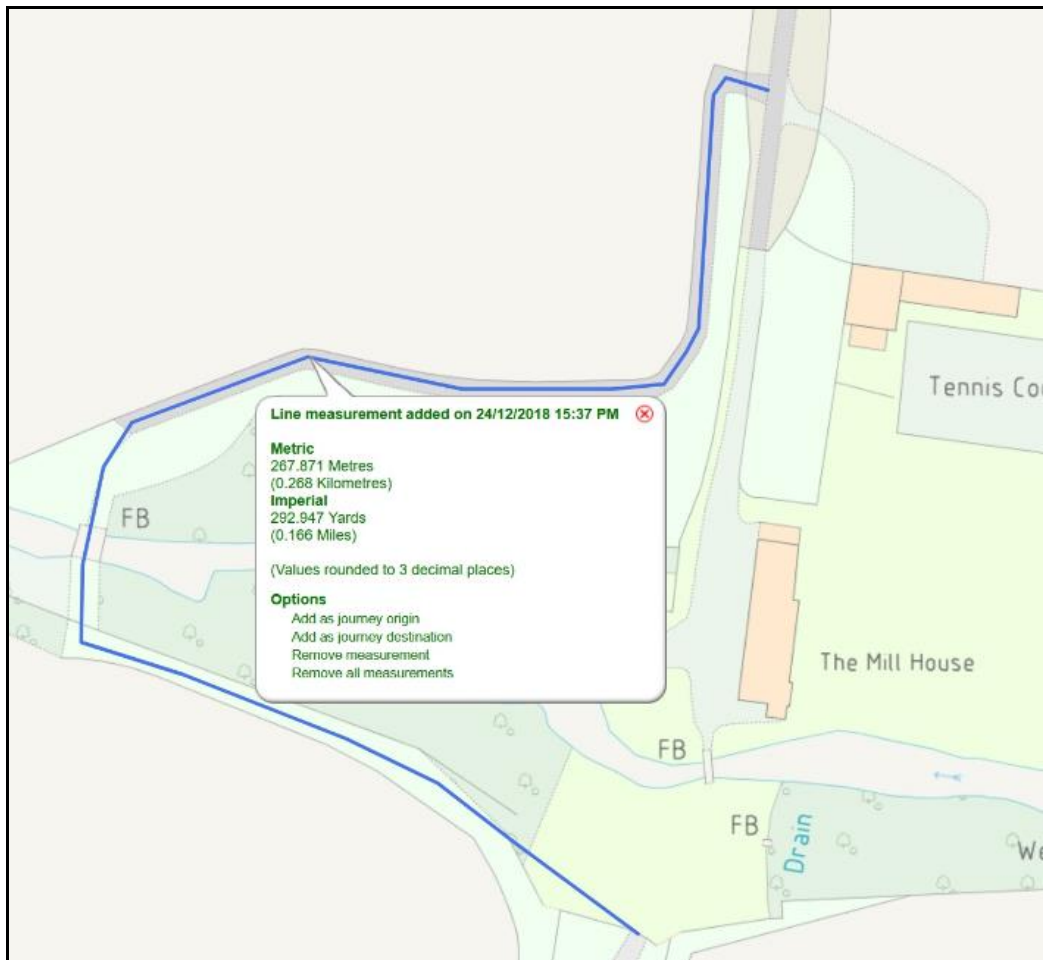 Tennis Cou
Line measurement added on 24/12/2018 15:37 PM
Metric
267.871 Metres
(0.268 Kilometres)
Imperial
292.947 Yards
(0.166 Miles)
(Values rounded to 3 decimal places)
Options
Add as journey origin
Add as journey destination
Remove measurement
Remove all measurements
FB
The Mill House
FB
FB
Drain
We